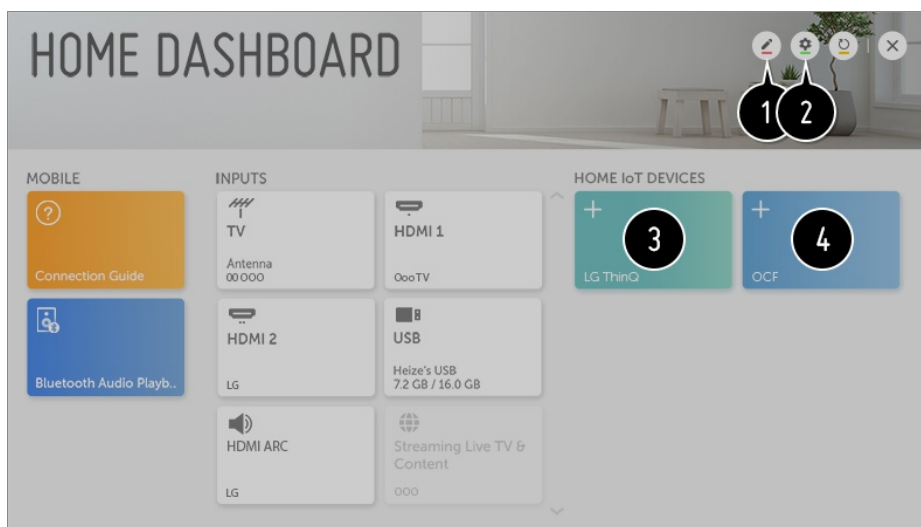 HOME DASHBOARD
1 2
MOBILE
Connection Guide
Bluetooth Audio Playb..
INPUTS
TV
Antenna
00 000
HDMI 1
OooTV
HDMI 2
LG
USB
Heize's USB
7.2 GB / 16.0 GB
HDMI ARC
LG
Streaming Live TV &
Content
OOO
HOME IoT DEVICES
3
LG ThinQ
4
OCF